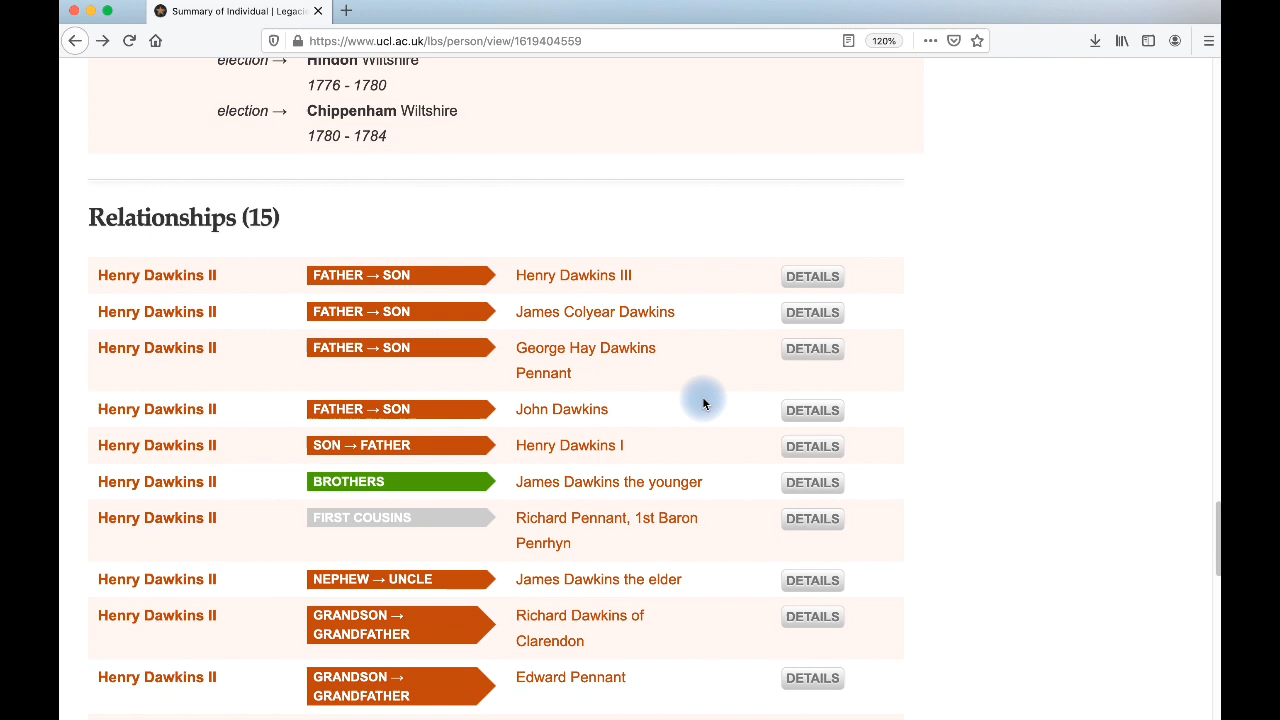 Summary of Individual | Legacie
https://www.ucl.ac.uk/lbs/person/view/1619404559
120%
election → Hindon Wiltshire
1776 - 1780
election → Chippenham Wiltshire
1780 - 1784
Relationships (15)
Henry Dawkins II FATHER → SON Henry Dawkins III DETAILS
Henry Dawkins II FATHER → SON James Colyear Dawkins DETAILS
Henry Dawkins II FATHER → SON George Hay Dawkins DETAILS
Pennant
Henry Dawkins II FATHER → SON John Dawkins DETAILS
Henry Dawkins II SON → FATHER Henry Dawkins I DETAILS
Henry Dawkins II BROTHERS James Dawkins the younger DETAILS
Henry Dawkins II FIRST COUSINS Richard Pennant, 1st Baron DETAILS
Penrhyn
Henry Dawkins II NEPHEW → UNCLE James Dawkins the elder DETAILS
Henry Dawkins II GRANDSON → Richard Dawkins of DETAILS
GRANDFATHER Clarendon
Henry Dawkins II GRANDSON → Edward Pennant DETAILS
GRANDFATHER